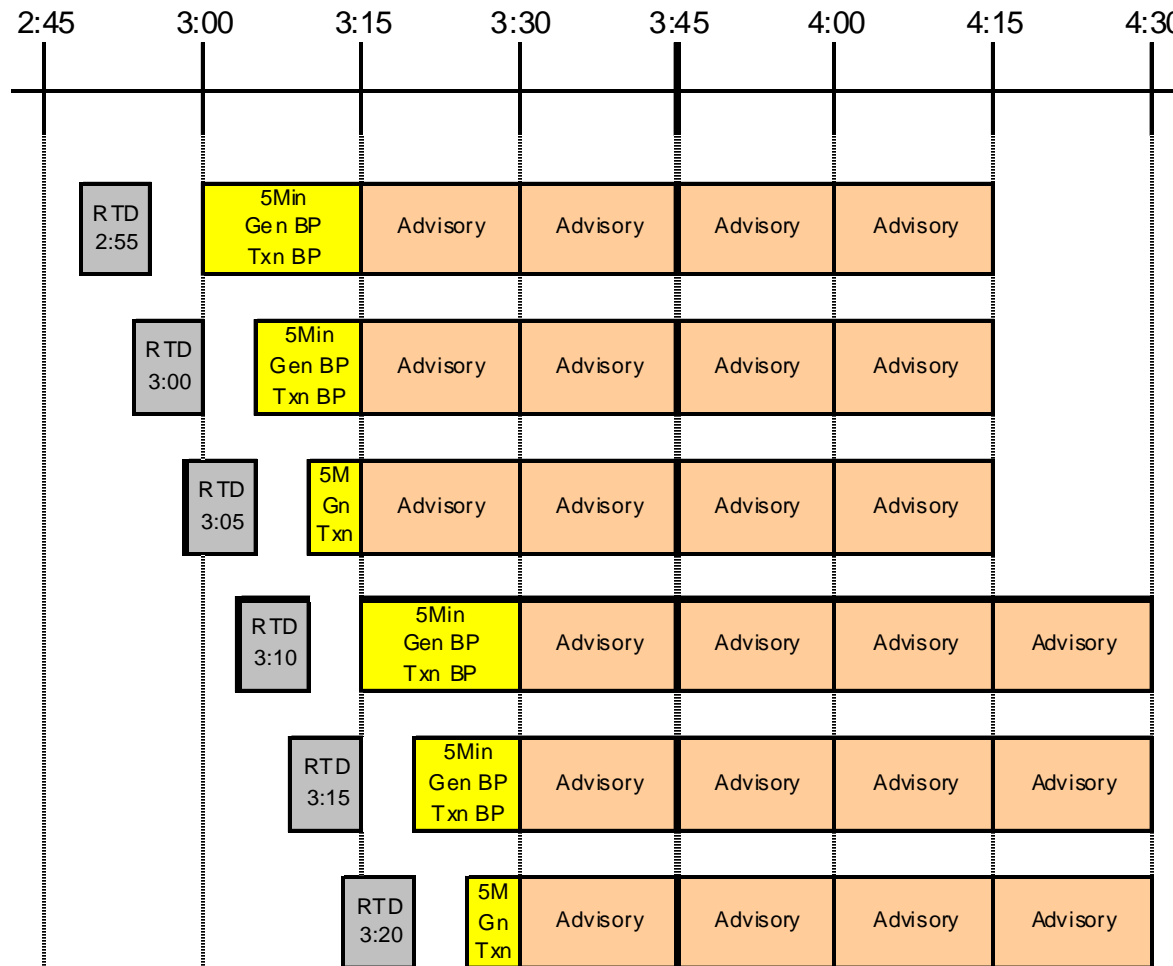 2:45 3:00 3:15 3:30 3:45 4:00 4:15 4:30
RTD
2:55
5Min
Gen BP
Txn BP
Advisory Advisory Advisory Advisory
RTD
3:00
5Min
Gen BP
Txn BP
Advisory Advisory Advisory Advisory
RTD
3:05
5M
Gn
Txn
Advisory Advisory Advisory Advisory
RTD
3:10
5Min
Gen BP
Txn BP
Advisory Advisory Advisory Advisory
RTD
3:15
5Min
Gen BP
Txn BP
Advisory Advisory Advisory Advisory
RTD
3:20
5M
Gn
Txn
Advisory Advisory Advisory Advisory